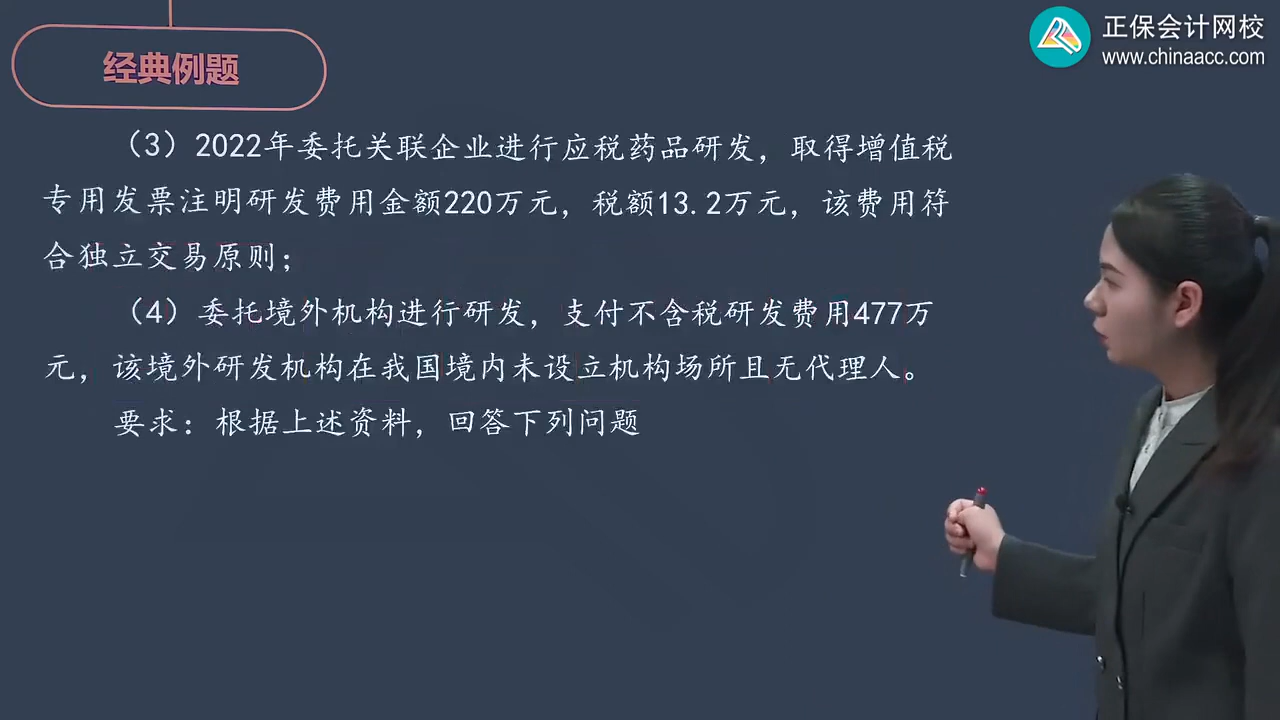 正保会计网校
www.chinaacc.com
经典例题
（3）2022年委托关联企业进行应税药品研发，取得增值税
专用发票注明研发费用金额220万元，税额13.2万元，该费用符
合独立交易原则；
（4）委托境外机构进行研发，支付不含税研发费用477万
元，该境外研发机构在我国境内未设立机构场所且无代理人。
要求：根据上述资料，回答下列问题